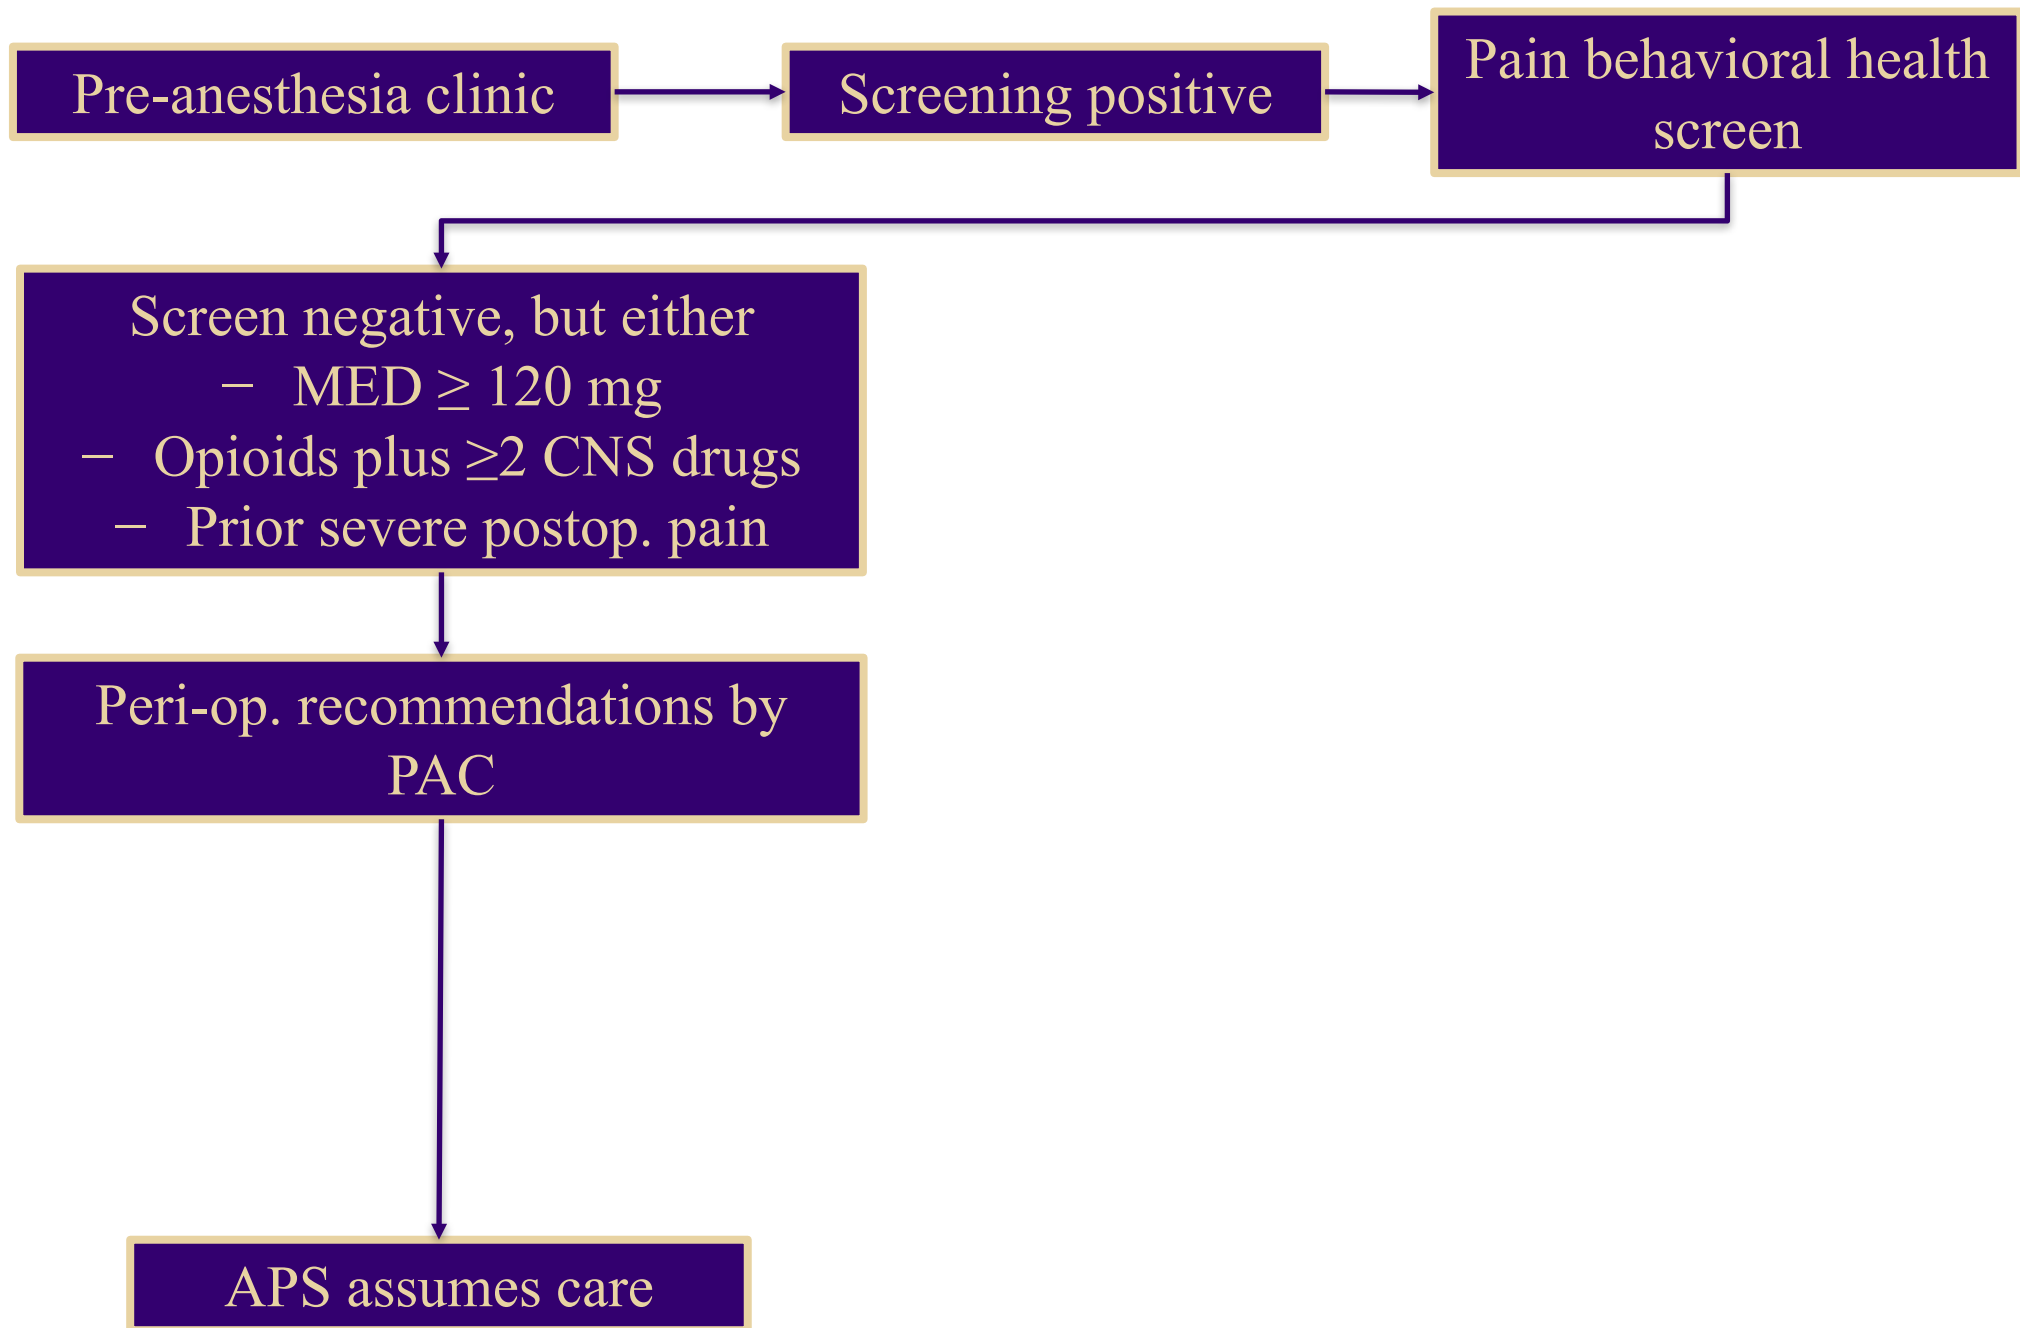 Pre-anesthesia clinic
Screening positive
Pain behavioral health
screen
Screen negative, but either
– MED ≥ 120 mg
– Opioids plus ≥2 CNS drugs
– Prior severe postop. pain
Peri-op. recommendations by
PAC
APS assumes care